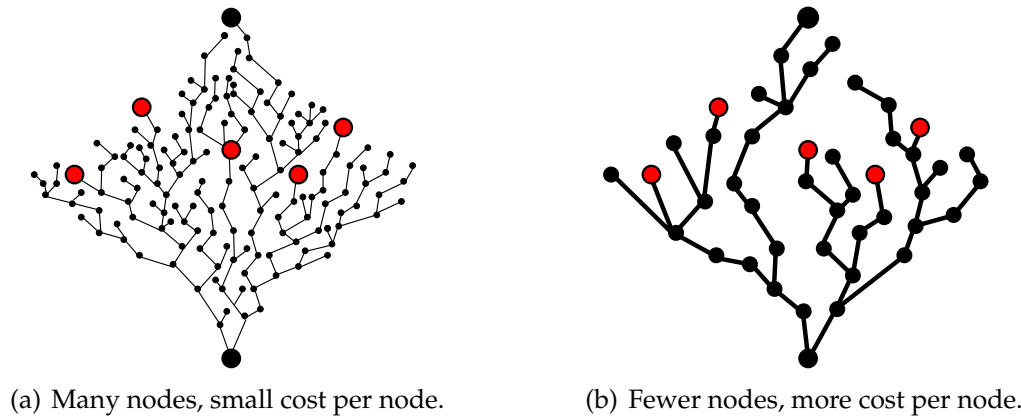 (a) Many nodes, small cost per node.
(b) Fewer nodes, more cost per node.